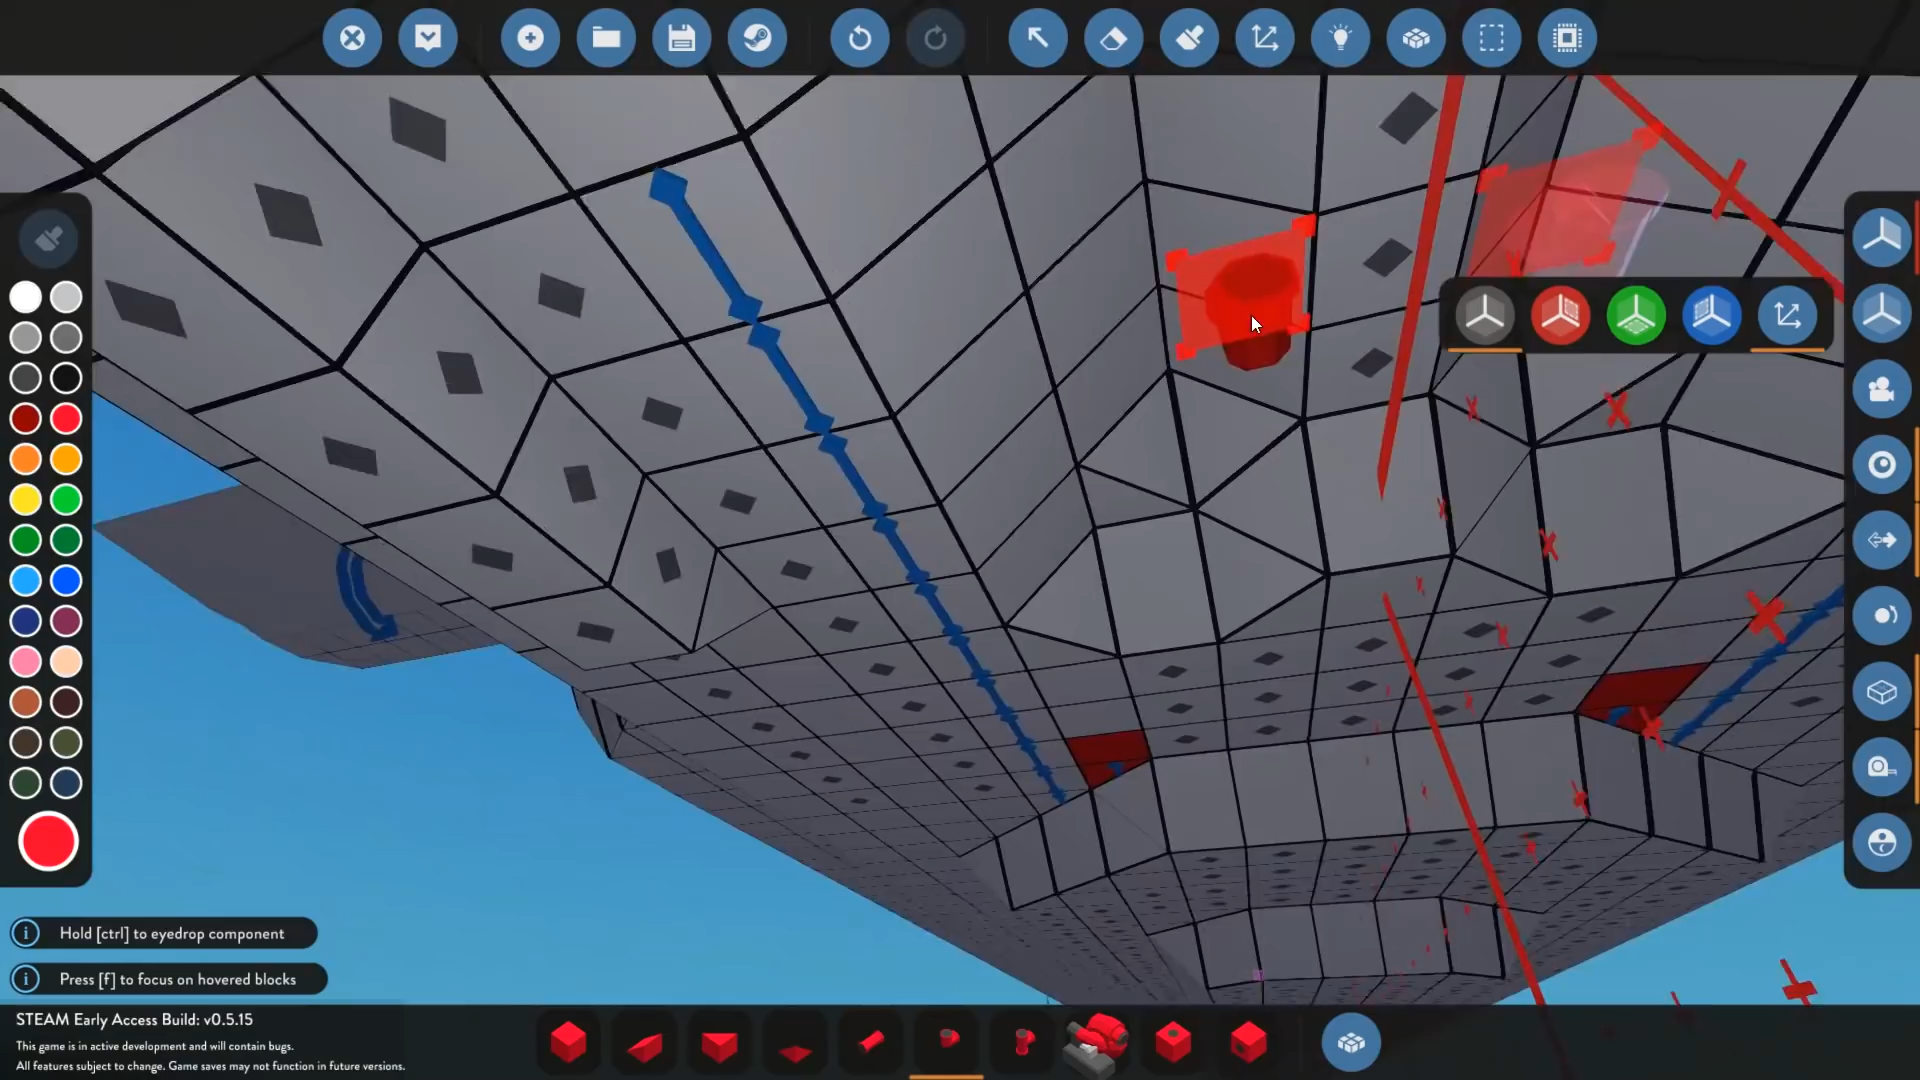 Hold [ctrl] to eyedrop component
Press [f] to focus on hovered blocks
STEAM Early Access Build: v0.5.15
This game is in active development and will contain bugs.
All features subject to change. Game saves may not function in future versions.